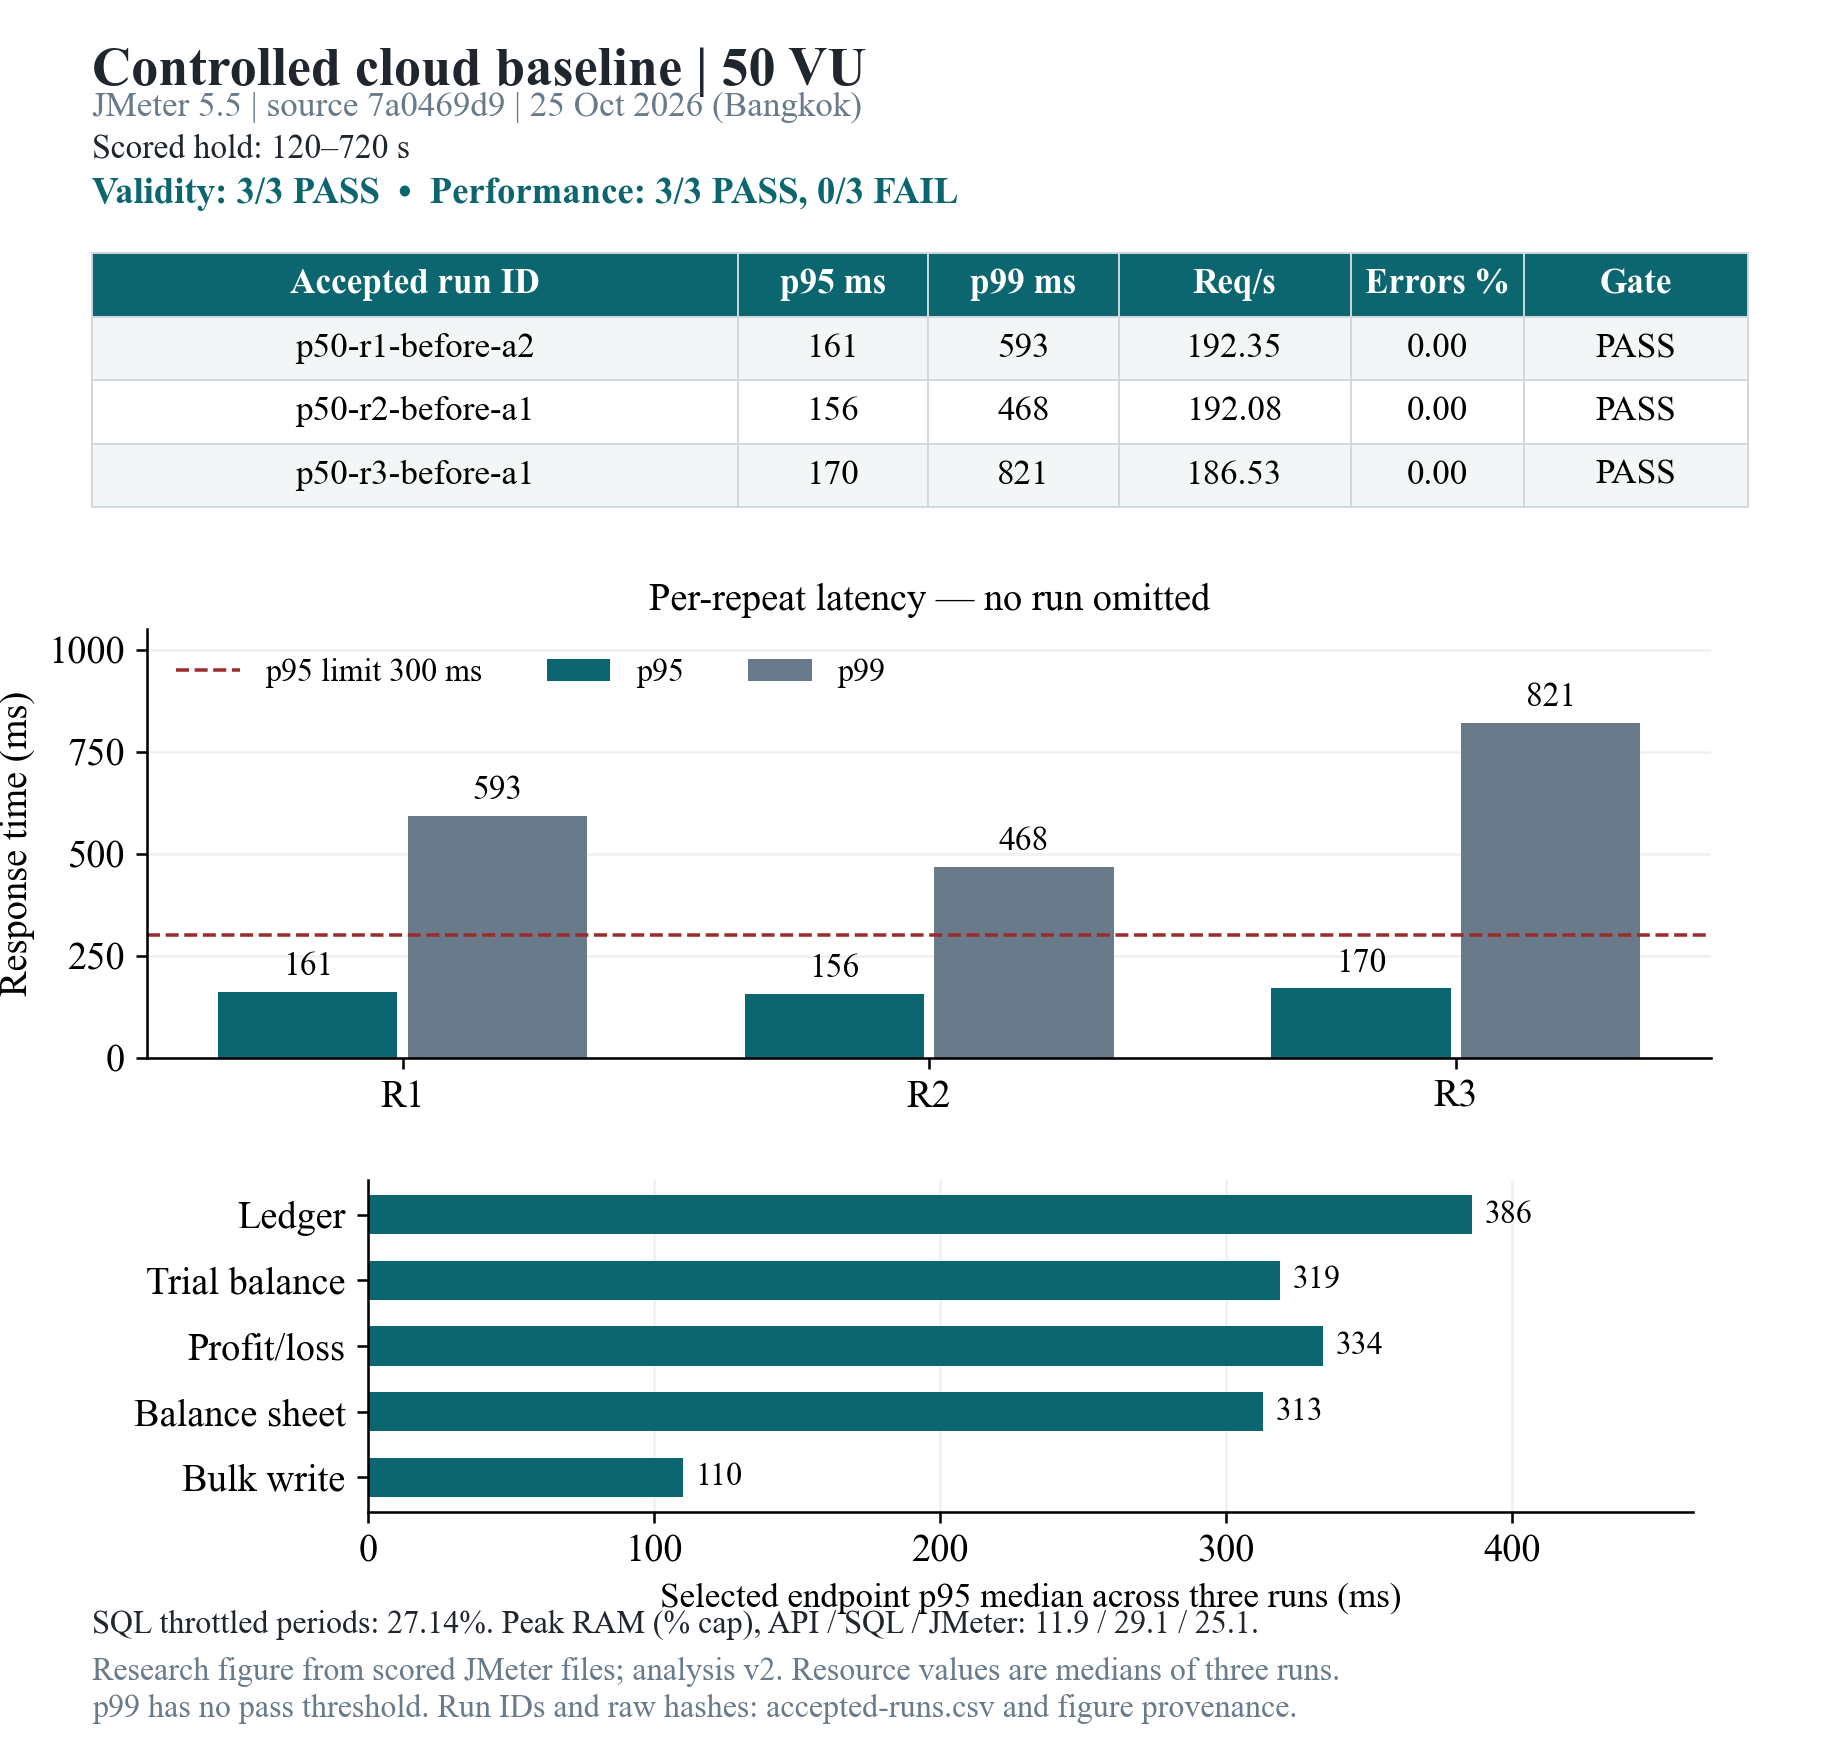 Controlled cloud baseline | 50 VU
JMeter 5.5 | source 7a0469d9 | 25 Oct 2026 (Bangkok)
Scored hold: 120–720 s
Validity: 3/3 PASS • Performance: 3/3 PASS, 0/3 FAIL
Accepted run ID p95 ms p99 ms Req/s Errors % Gate
p50-r1-before-a2 161 593 192.35 0.00 PASS
p50-r2-before-a1 156 468 192.08 0.00 PASS
p50-r3-before-a1 170 821 186.53 0.00 PASS
Per-repeat latency — no run omitted
Response time (ms)
1000
750
500
250
0
p95 limit 300 ms p95 p99
161
593
156
468
170
821
R1 R2 R3
Ledger 386
Trial balance 319
Profit/loss 334
Balance sheet 313
Bulk write 110
0 100 200 300 400
Selected endpoint p95 median across three runs (ms)
SQL throttled periods: 27.14%. Peak RAM (% cap), API / SQL / JMeter: 11.9 / 29.1 / 25.1.
Research figure from scored JMeter files; analysis v2. Resource values are medians of three runs.
p99 has no pass threshold. Run IDs and raw hashes: accepted-runs.csv and figure provenance.